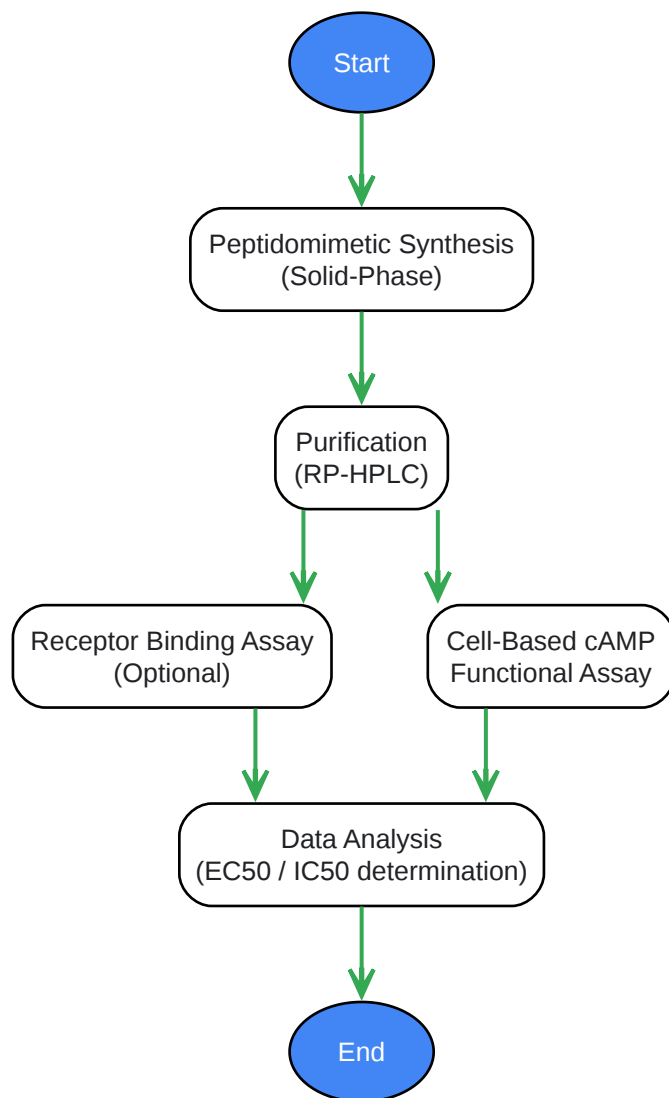 Start
Peptidomimetic Synthesis
(Solid-Phase)
Purification
(RP-HPLC)
Receptor Binding Assay
(Optional)
Cell-Based cAMP
Functional Assay
Data Analysis
(EC50 / IC50 determination)
End